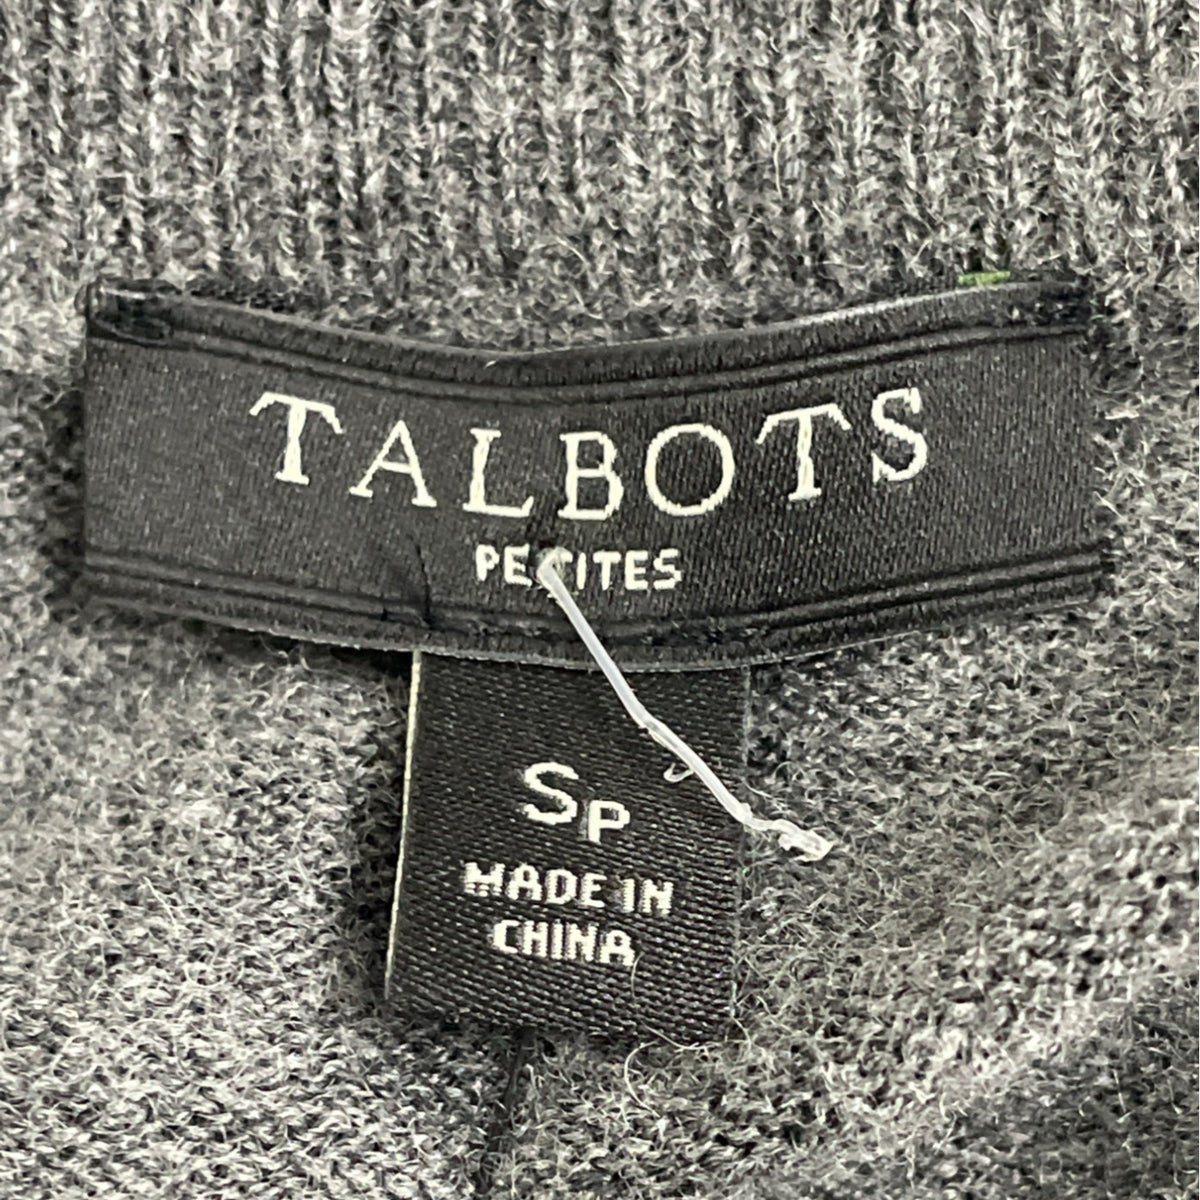 TALBOTS
PETITES
SP
MADE IN
CHINA